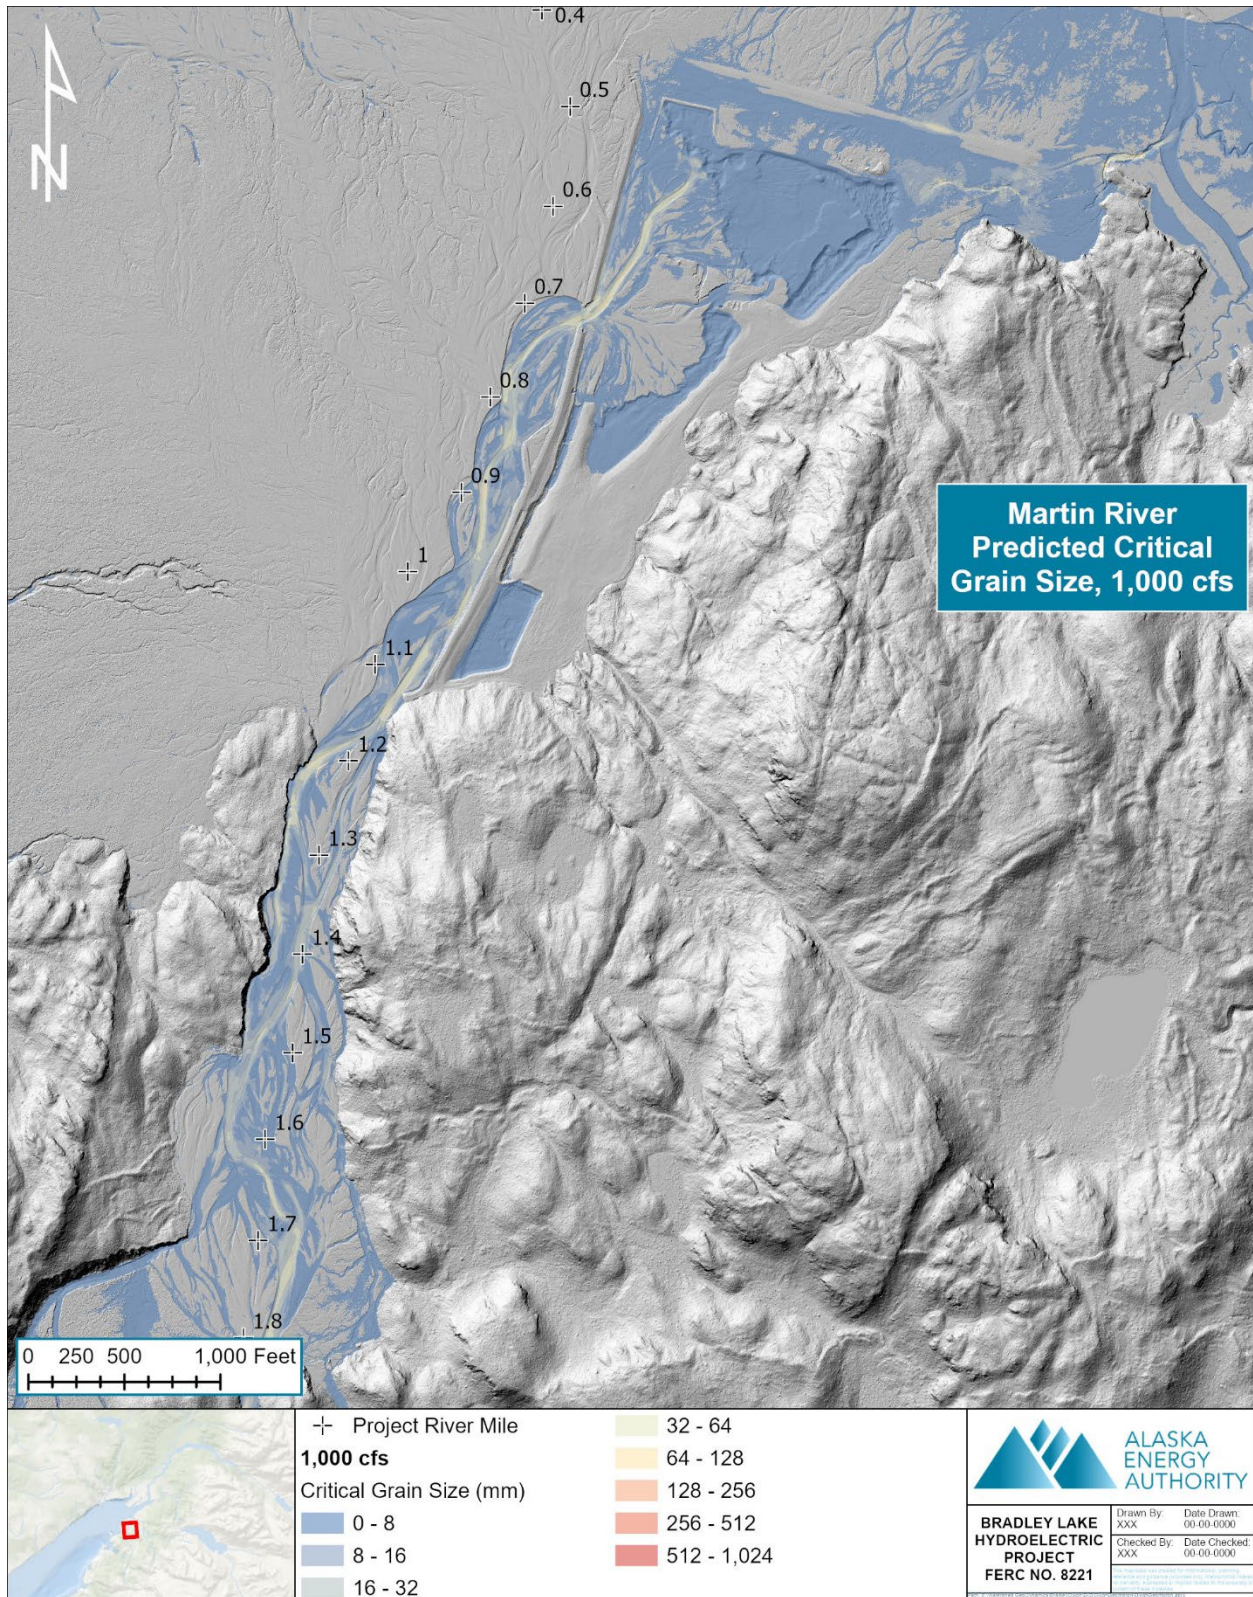 N
0.4
0.5
0.6
0.7
0.8
0.9
1
1.1
1.2
1.3
1.4
1.5
1.6
1.7
1.8
Martin River
Predicted Critical
Grain Size, 1,000 cfs
0 250 500 1,000 Feet
Project River Mile
1,000 cfs
Critical Grain Size (mm)
0 - 8
8 - 16
16 - 32
32 - 64
64 - 128
128 - 256
256 - 512
512 - 1,024
ALASKA
ENERGY
AUTHORITY
BRADLEY LAKE
HYDROELECTRIC
PROJECT
FERC NO. 8221
Drawn By: Date Drawn:
XXX 00-00-0000
Checked By: Date Checked:
XXX 00-00-0000